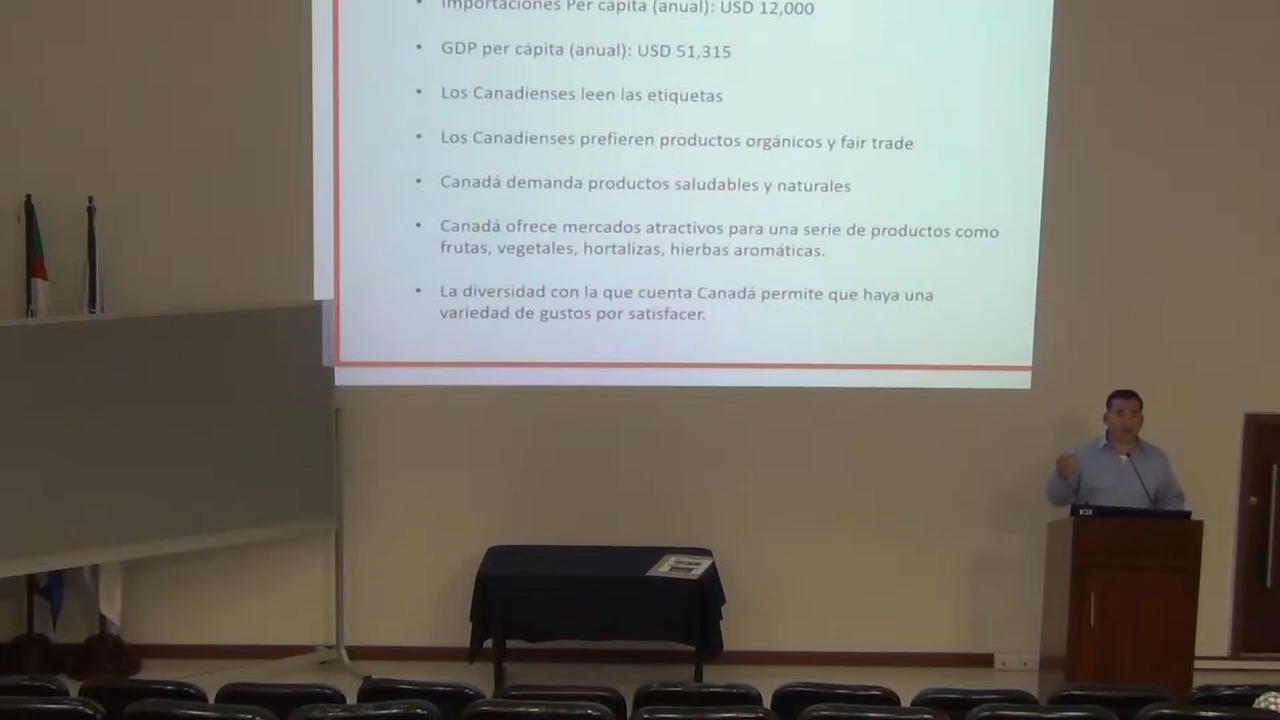 Importaciones Per cápita (anual): USD 12,000
GDP per cápita (anual): USD 51,315
Los Canadienses leen las etiquetas
Los Canadienses prefieren productos orgánicos y fair trade
Canadá demanda productos saludables y naturales
Canadá ofrece mercados atractivos para una serie de productos como
frutas, vegetales, hortalizas, hierbas aromáticas.
La diversidad con la que cuenta Canadá permite que haya una
variedad de gustos por satisfacer.